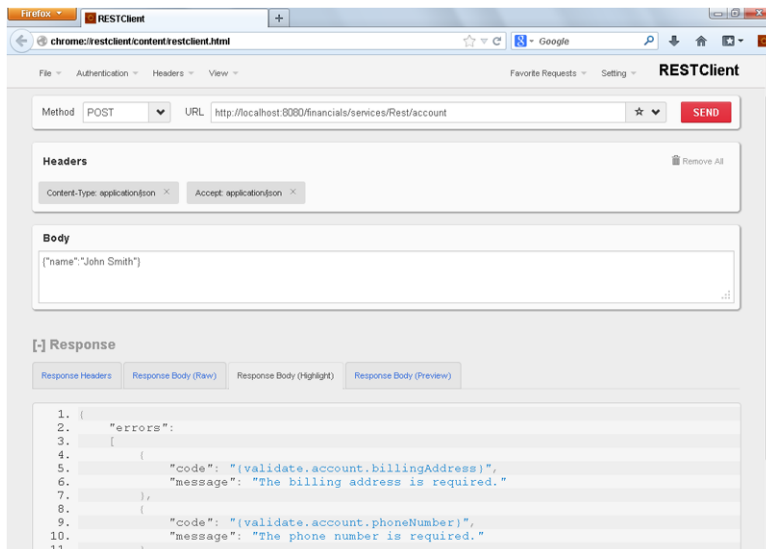 Firefox
RESTClient
+
chrome://restclient/content/restclient.html
Google
File Authentication Headers View Favorite Requests Setting RESTClient
Method POST URL http://localhost:8080/financials/services/Rest/account SEND
Headers Remove All
Content-Type: application/json × Accept: application/json ×
Body
{"name":"John Smith"}
[-] Response
Response Headers Response Body (Raw) Response Body (Highlight) Response Body (Preview)
1. {
2. "errors":
3. [
4. {
5. "code": "{validate.account.billingAddress}",
6. "message": "The billing address is required."
7. },
8. {
9. "code": "{validate.account.phoneNumber}",
10. "message": "The phone number is required."
11. }